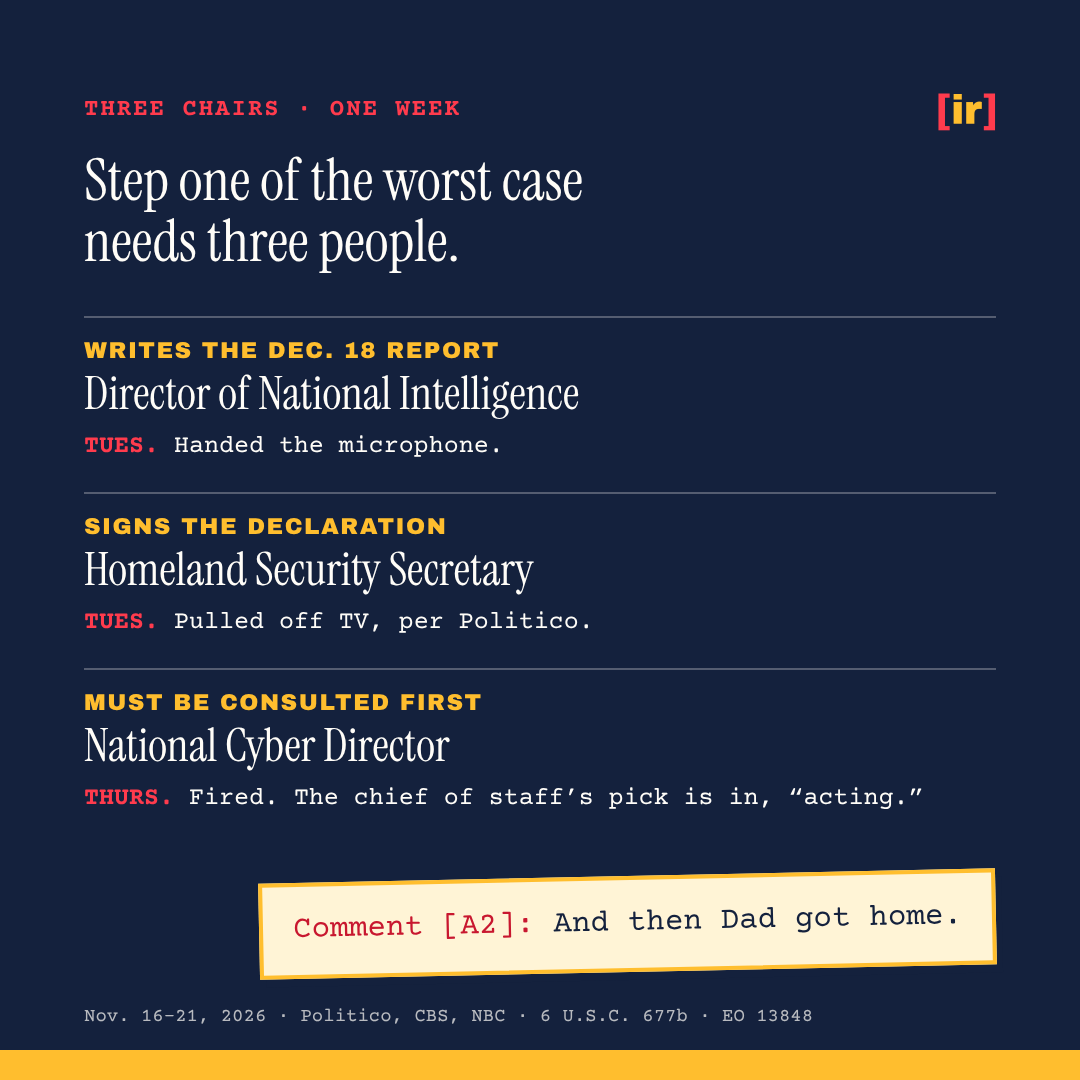 THREE CHAIRS · ONE WEEK
[ir]
Step one of the worst case
needs three people.
WRITES THE DEC. 18 REPORT
Director of National Intelligence
TUES. Handed the microphone.
SIGNS THE DECLARATION
Homeland Security Secretary
TUES. Pulled off TV, per Politico.
MUST BE CONSULTED FIRST
National Cyber Director
THURS. Fired. The chief of staff’s pick is in, “acting.”
Comment [A2]: And then Dad got home.
Nov. 16–21, 2026 · Politico, CBS, NBC · 6 U.S.C. 677b · EO 13848